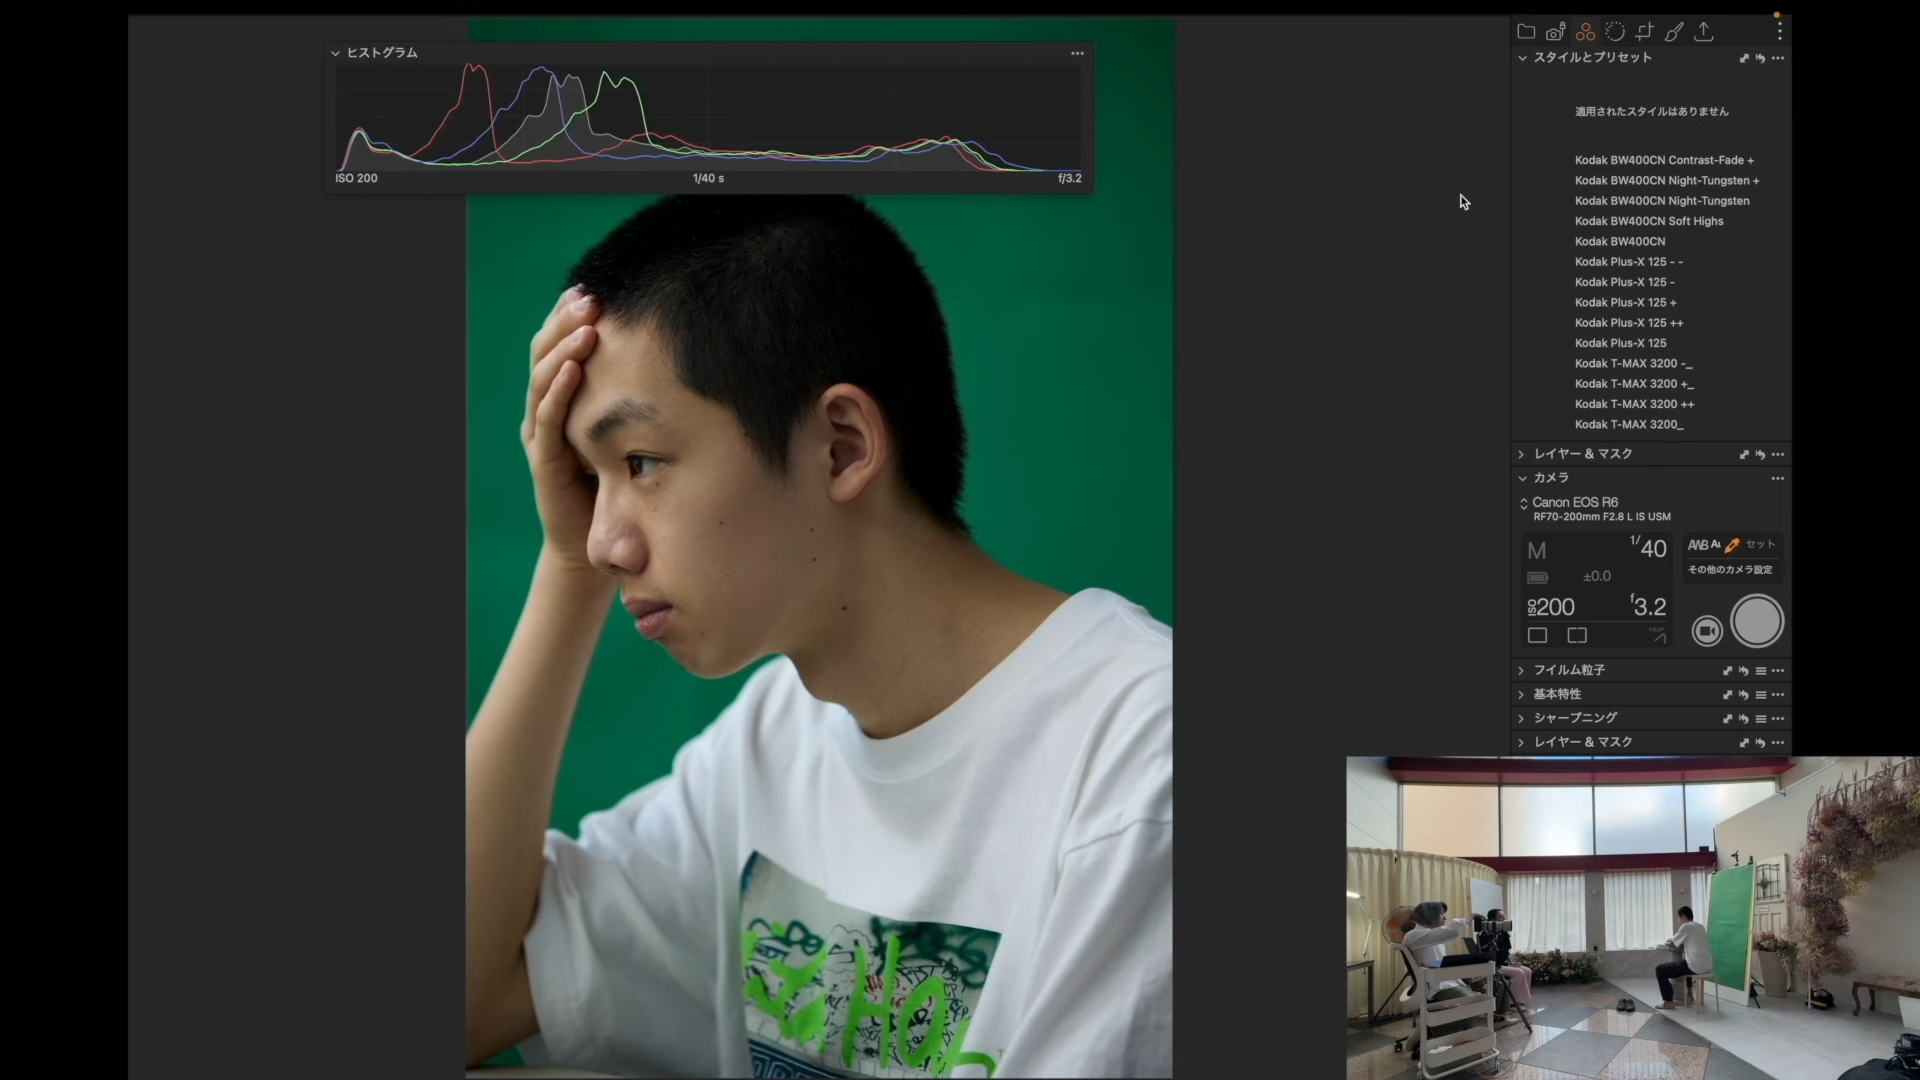 ヒストグラム
ISO 200
1/40 s
f/3.2
スタイルとプリセット
適用されたスタイルはありません
Kodak BW400CN Contrast-Fade +
Kodak BW400CN Night-Tungsten +
Kodak BW400CN Night-Tungsten
Kodak BW400CN Soft Highs
Kodak BW400CN
Kodak Plus-X 125 - -
Kodak Plus-X 125 -
Kodak Plus-X 125 +
Kodak Plus-X 125 ++
Kodak Plus-X 125
Kodak T-MAX 3200 -_
Kodak T-MAX 3200 +_
Kodak T-MAX 3200 ++
Kodak T-MAX 3200_
レイヤー & マスク
カメラ
Canon EOS R6
RF70-200mm F2.8 L IS USM
M
1/40
AWB
セット
±0.0
その他のカメラ設定
ISO200
f3.2
MUP
フイルム粒子
基本特性
シャープニング
レイヤー & マスク